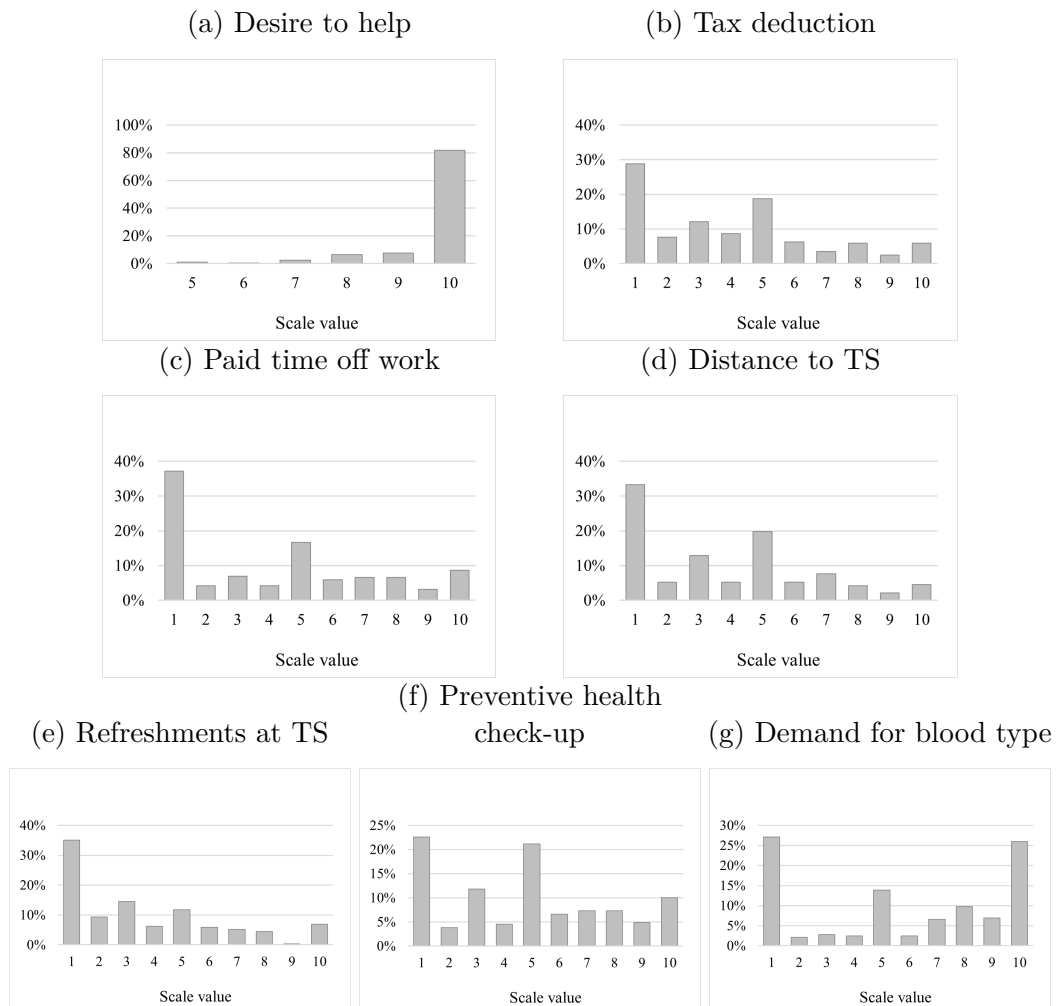 (a) Desire to help
(b) Tax deduction
100%
80%
60%
40%
20%
0%
5 6 7 8 9 10
Scale value
40%
30%
20%
10%
0%
1 2 3 4 5 6 7 8 9 10
Scale value
(c) Paid time off work
(d) Distance to TS
40%
30%
20%
10%
0%
1 2 3 4 5 6 7 8 9 10
Scale value
40%
30%
20%
10%
0%
1 2 3 4 5 6 7 8 9 10
Scale value
(e) Refreshments at TS
(f) Preventive health
check-up
(g) Demand for blood type
40%
30%
20%
10%
0%
1 2 3 4 5 6 7 8 9 10
Scale value
25%
20%
15%
10%
5%
0%
1 2 3 4 5 6 7 8 9 10
Scale value
30%
25%
20%
15%
10%
5%
0%
1 2 3 4 5 6 7 8 9 10
Scale value